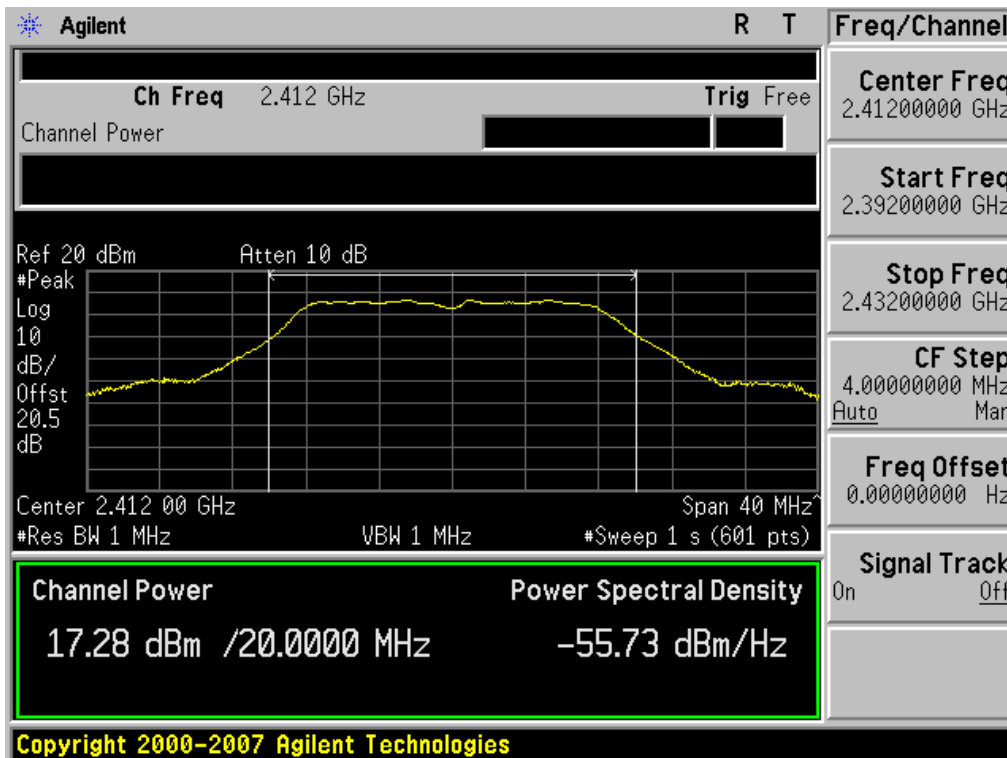 Agilent R T
Ch Freq 2.412 GHz Trig Free
Channel Power
Ref 20 dBm Atten 10 dB
#Peak
Log
10
dB/
Offst
20.5
dB
Center 2.412 00 GHz Span 40 MHz^
#Res BW 1 MHz VBW 1 MHz #Sweep 1 s (601 pts)
Channel Power Power Spectral Density
17.28 dBm /20.0000 MHz -55.73 dBm/Hz
Copyright 2000-2007 Agilent Technologies
Freq/Channel
Center Freq
2.41200000 GHz
Start Freq
2.39200000 GHz
Stop Freq
2.43200000 GHz
CF Step
4.00000000 MHz
Auto Man
Freq Offset
0.00000000 Hz
Signal Track
On Off